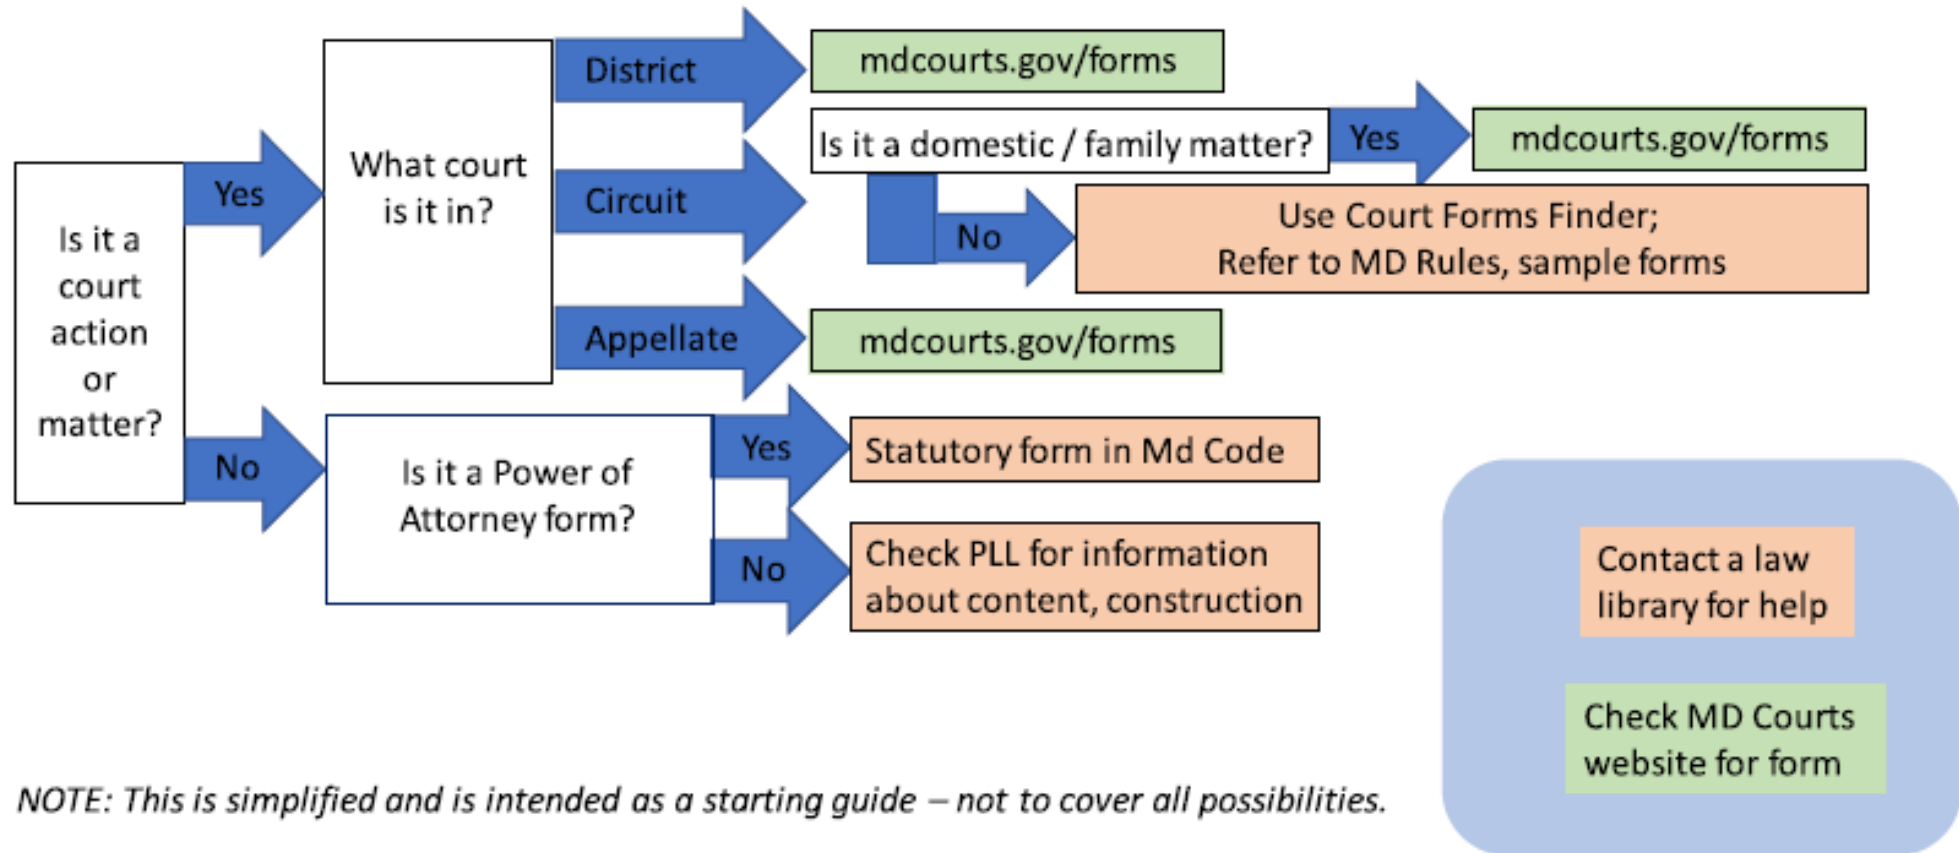 Is it a
court
action
or
matter?
Yes
No
What court
is it in?
District
Circuit
Appellate
mdcourts.gov/forms
Is it a domestic / family matter?
Yes
mdcourts.gov/forms
No
Use Court Forms Finder;
Refer to MD Rules, sample forms
mdcourts.gov/forms
Is it a Power of
Attorney form?
Yes
Statutory form in Md Code
No
Check PLL for information
about content, construction
Contact a law
library for help
Check MD Courts
website for form
NOTE: This is simplified and is intended as a starting guide – not to cover all possibilities.